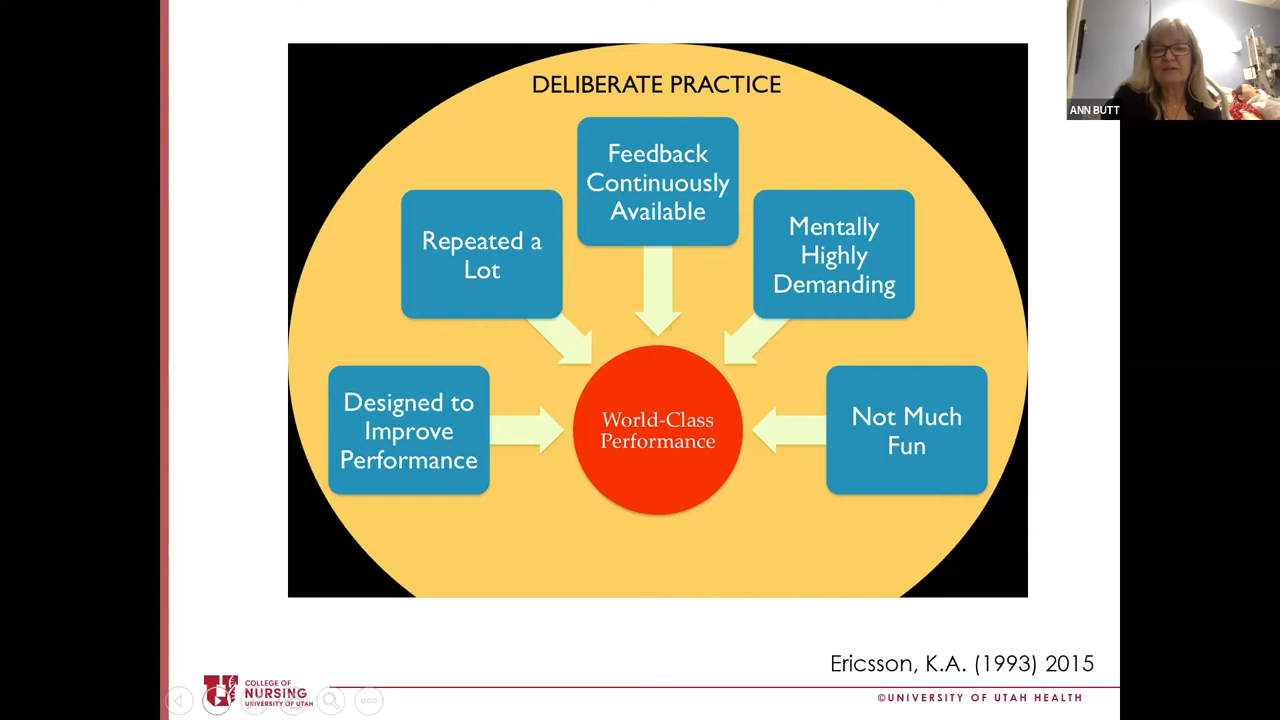 DELIBERATE PRACTICE
Feedback
Continuously
Available
Repeated a
Lot
Mentally
Highly
Demanding
Designed to
Improve
Performance
World-Class
Performance
Not Much
Fun
Ericsson, K.A. (1993) 2015
COLLEGE OF
NURSING
UNIVERSITY OF UTAH
©UNIVERSITY OF UTAH HEALTH
ANN BUTT